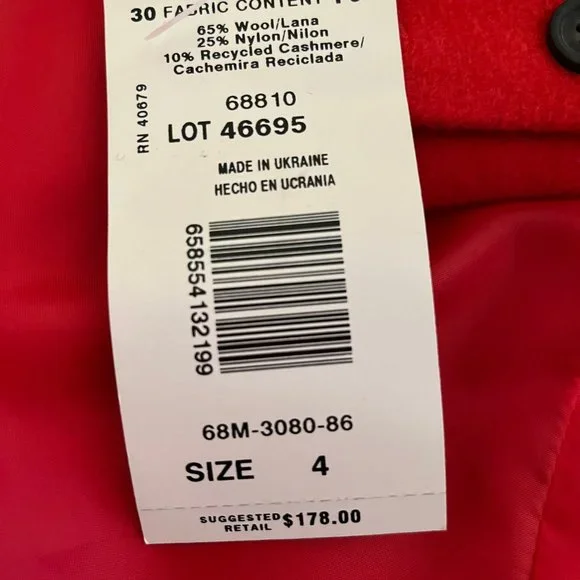 30 FABRIC CONTENT
65% Wool/Lana
25% Nylon/Nilon
10% Recycled Cashmere/
Cachemira Reciclada
RN 40679
68810
LOT 46695
MADE IN UKRAINE
HECHO EN UCRANIA
658554132199
68M-3080-86
SIZE 4
SUGGESTED RETAIL $178.00